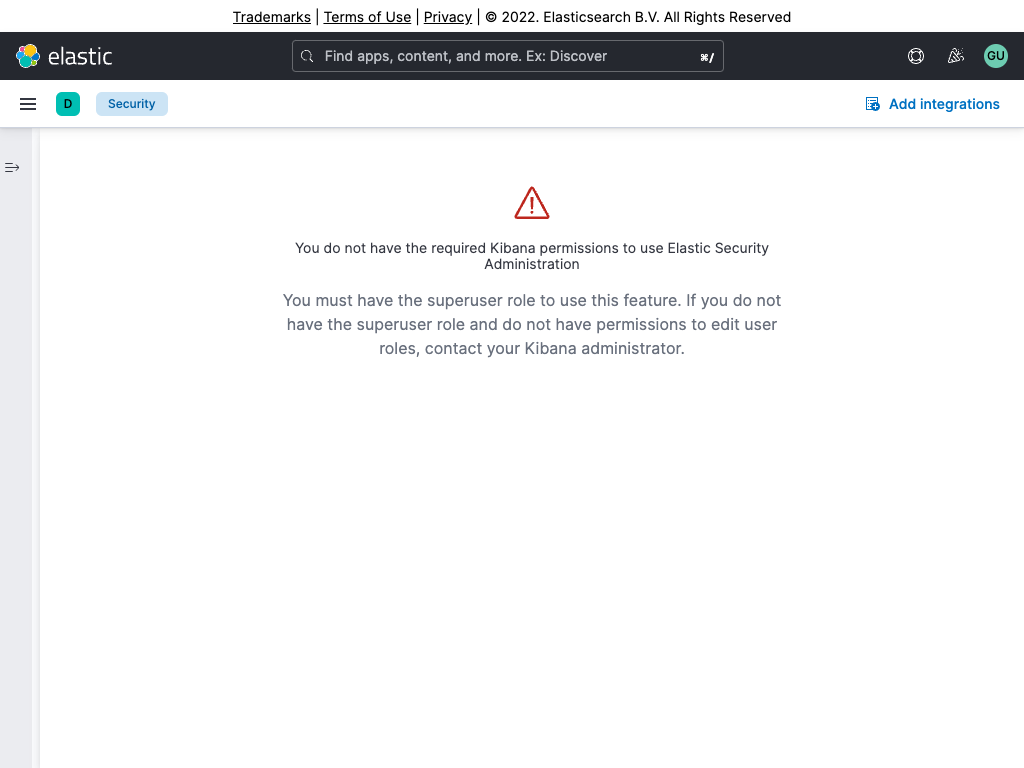 Trademarks | Terms of Use | Privacy | © 2022. Elasticsearch B.V. All Rights Reserved
elastic
Find apps, content, and more. Ex: Discover ⌘/
GU
D
Security
Add integrations
You do not have the required Kibana permissions to use Elastic Security
Administration
You must have the superuser role to use this feature. If you do not
have the superuser role and do not have permissions to edit user
roles, contact your Kibana administrator.